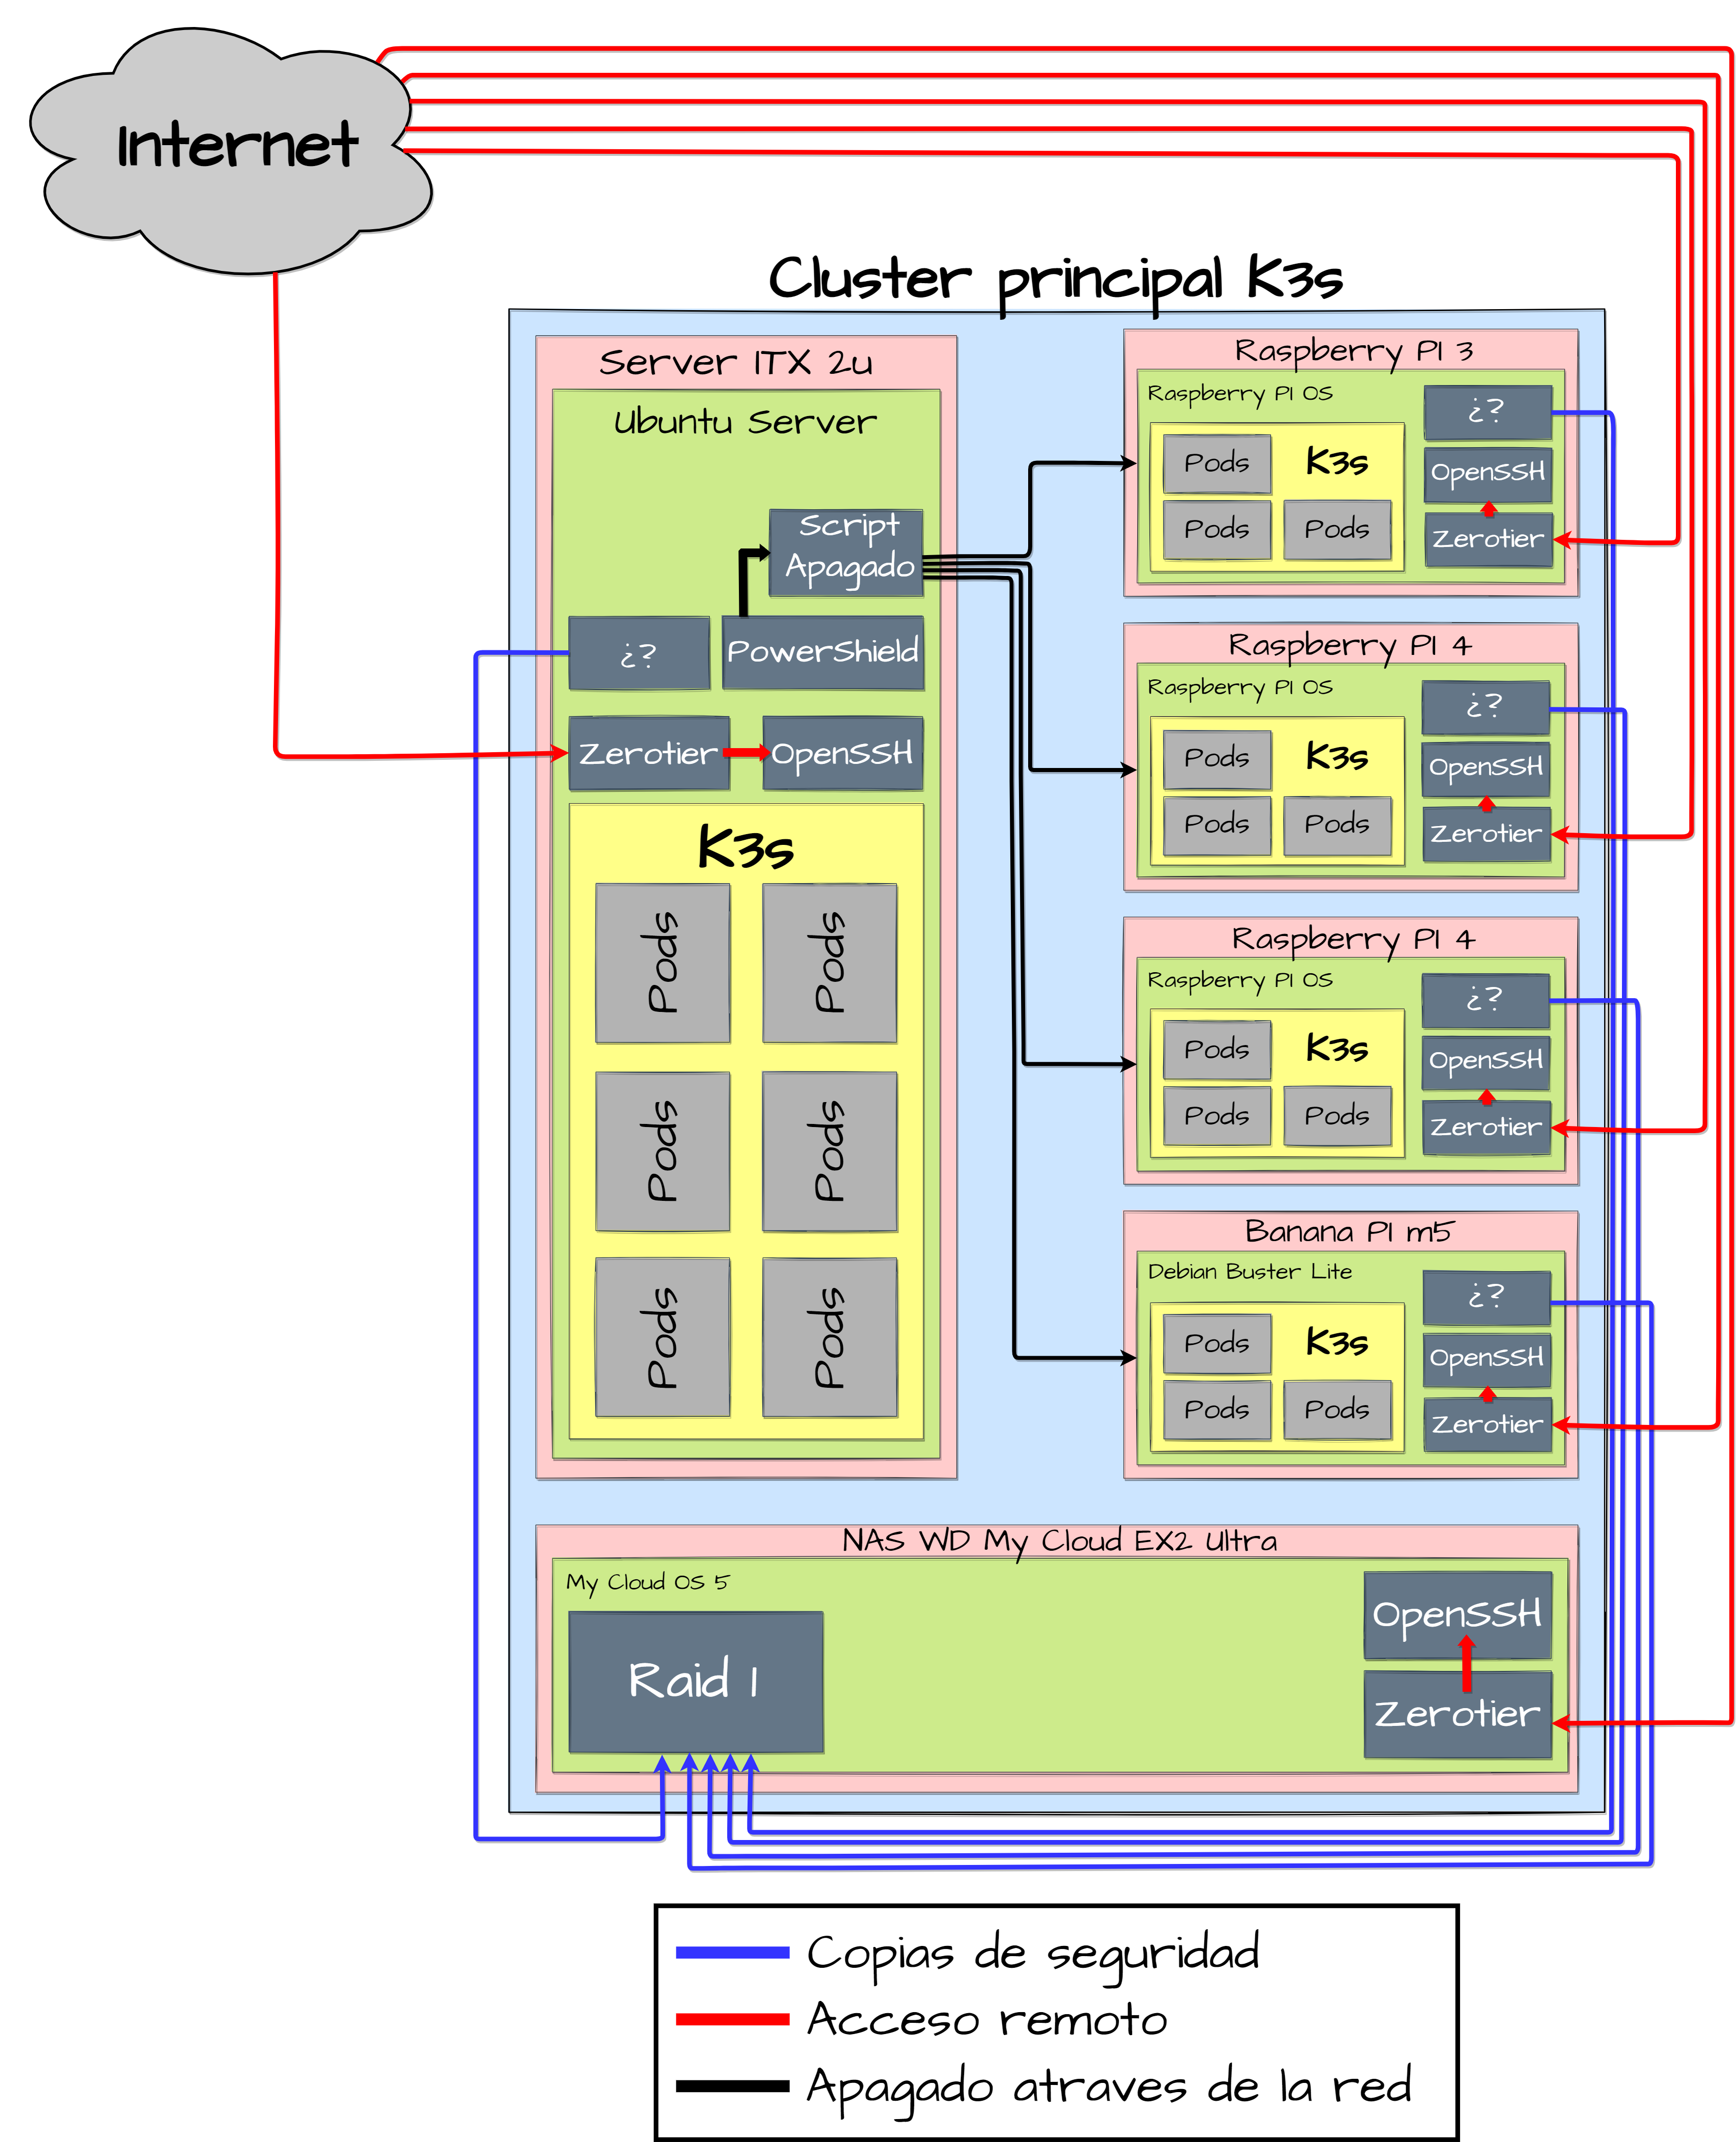 Internet
Cluster principal K3s
Server ITX 2u
Ubuntu Server
Script
Apagado
¿?
PowerShield
Zerotier
OpenSSH
K3s
Pods
Pods
Pods
Pods
Pods
Pods
Raspberry PI 3
Raspberry PI OS
¿?
Pods
K3s
OpenSSH
Pods
Pods
Zerotier
Raspberry PI 4
Raspberry PI OS
¿?
Pods
K3s
OpenSSH
Pods
Pods
Zerotier
Raspberry PI 4
Raspberry PI OS
¿?
Pods
K3s
OpenSSH
Pods
Pods
Zerotier
Banana PI m5
Debian Buster Lite
¿?
Pods
K3s
OpenSSH
Pods
Pods
Zerotier
NAS WD My Cloud EX2 Ultra
My Cloud OS 5
Raid 1
OpenSSH
Zerotier
Copias de seguridad
Acceso remoto
Apagado atraves de la red